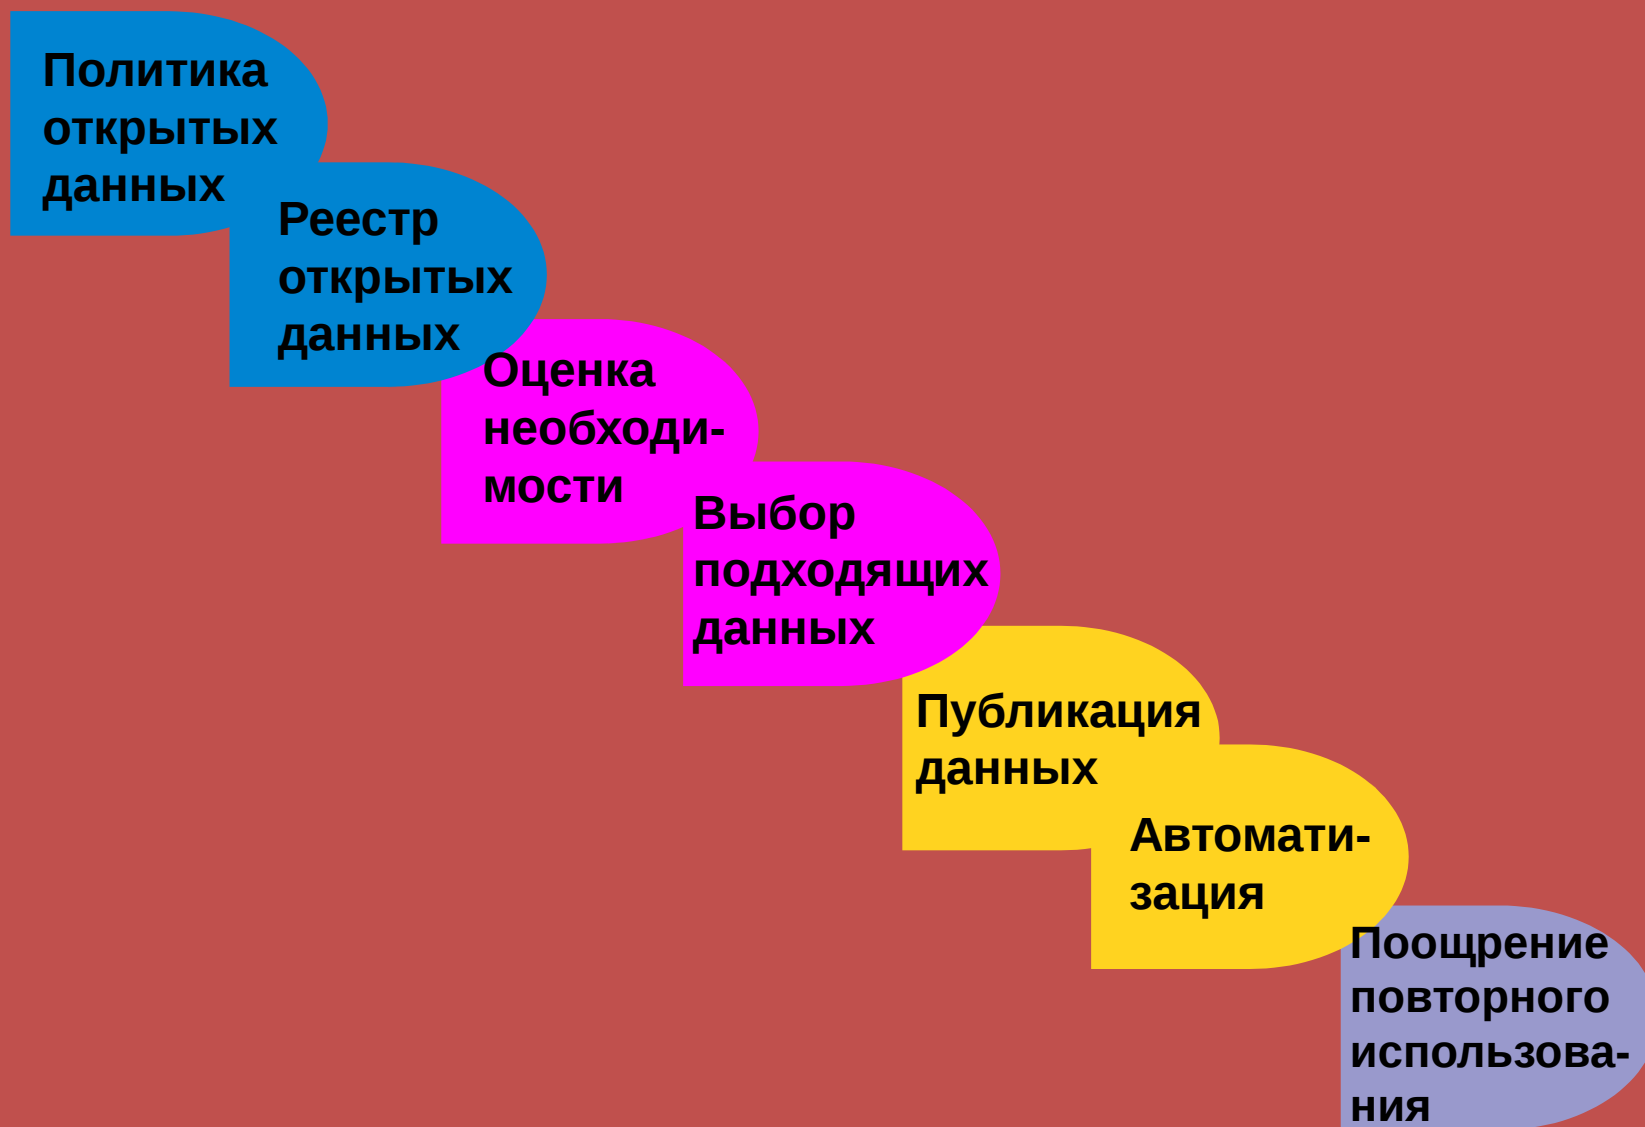 Политика
открытых
данных
Реестр
открытых
данных
Оценка
необходи-
мости
Выбор
подходящих
данных
Публикация
данных
Автомати-
зация
Поощрение
повторного
использова-
ния